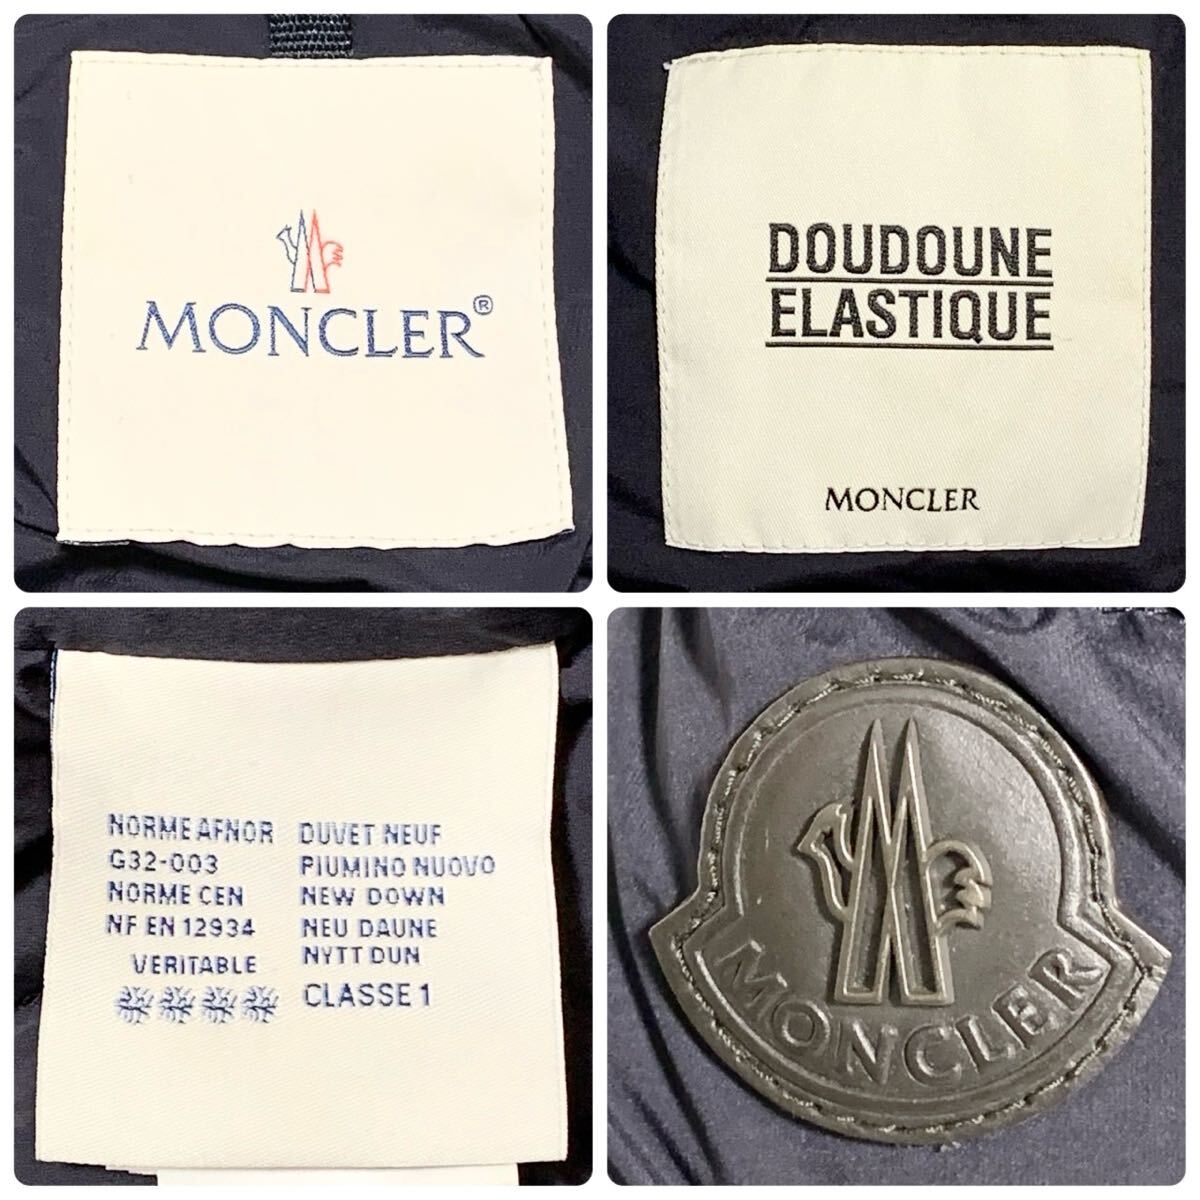 MONCLER®
DOUDOUNE
ELASTIQUE
MONCLER
NORME AFNOR
G32-003
NORME CEN
NF EN 12934
VERITABLE
DUVET NEUF
PIUMINO NUOVO
NEW DOWN
NEU DAUNE
NYTT DUN
CLASSE 1
MONCLER